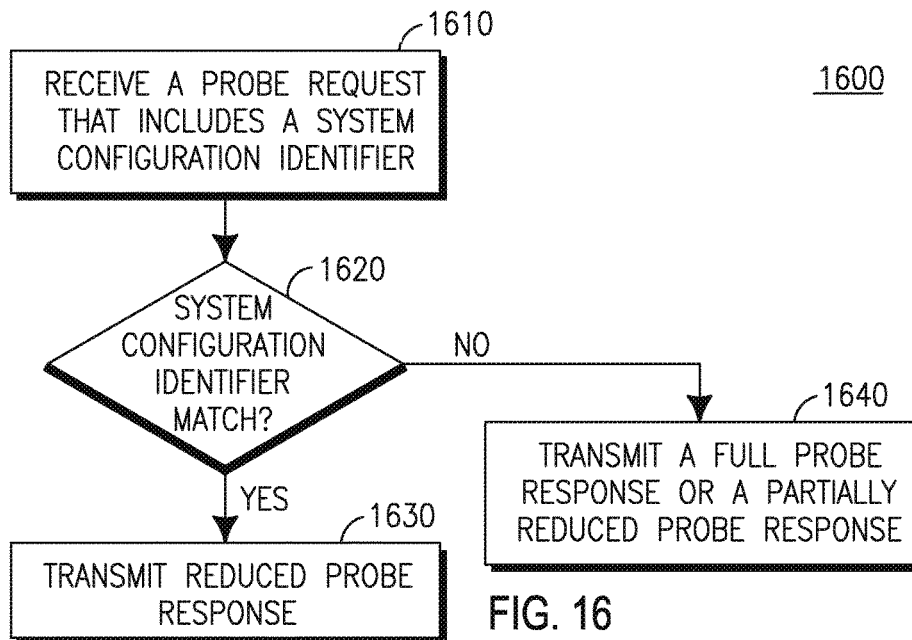 1610
RECEIVE A PROBE REQUEST
THAT INCLUDES A SYSTEM
CONFIGURATION IDENTIFIER
1600
1620
SYSTEM
CONFIGURATION
IDENTIFIER
MATCH?
NO
1640
TRANSMIT A FULL PROBE
RESPONSE OR A PARTIALLY
REDUCED PROBE RESPONSE
YES
1630
TRANSMIT REDUCED PROBE
RESPONSE
FIG. 16